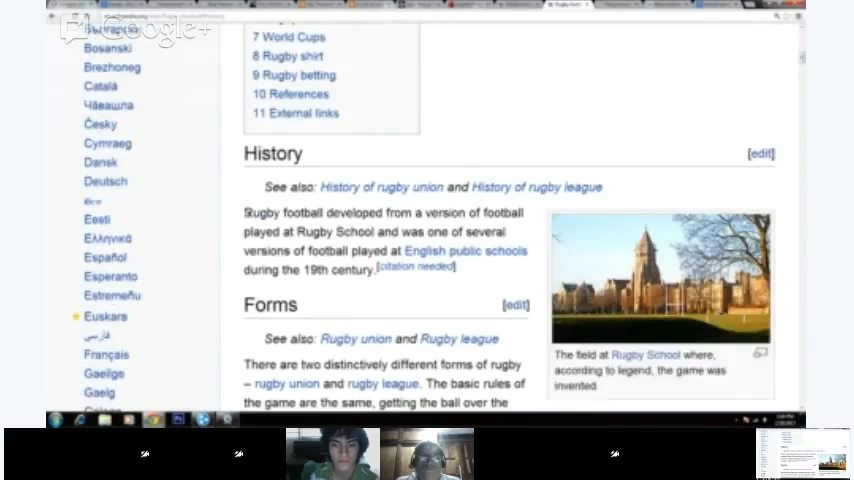 Google+
Български
Bosanski
Brezhoneg
Català
Чӑвашла
Česky
Cymraeg
Dansk
Deutsch
Eesti
Ελληνικά
Español
Esperanto
Estremeñu
Euskara
فارسی
Français
Gaeilge
Gaelg
7 World Cups
8 Rugby shirt
9 Rugby betting
10 References
11 External links
History [edit]
See also: History of rugby union and History of rugby league
Rugby football developed from a version of football
played at Rugby School and was one of several
versions of football played at English public schools
during the 19th century.[citation needed]
Forms [edit]
See also: Rugby union and Rugby league
There are two distinctively different forms of rugby
– rugby union and rugby league. The basic rules of
the game are the same, getting the ball over the
The field at Rugby School where,
according to legend, the game was
invented.